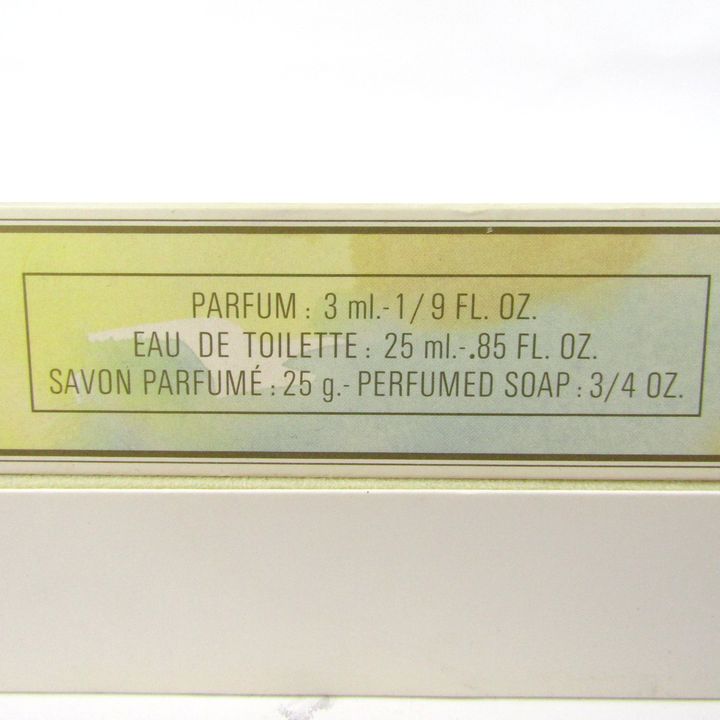 PARFUM : 3 ml.-1/9 FL. OZ.
EAU DE TOILETTE : 25 ml.-.85 FL. OZ.
SAVON PARFUMÉ : 25 g.- PERFUMED SOAP : 3/4 OZ.